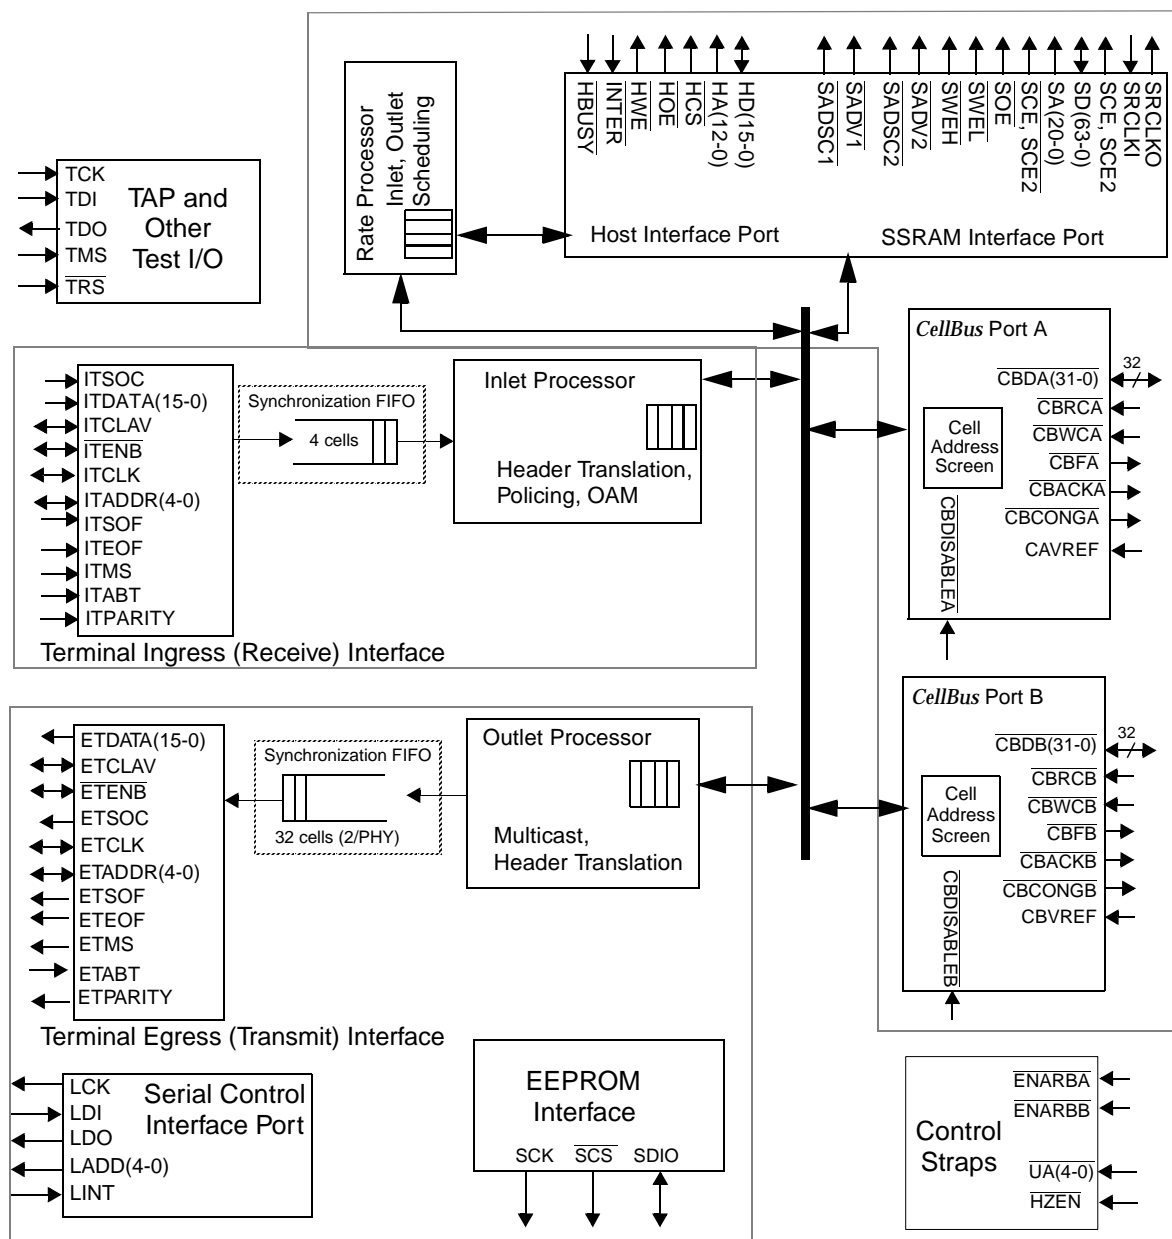 HBUSY
INTER
HWE
HOE
HCS
HA(12-0)
HD(15-0)
SADSC1
SADV1
SADSC2
SADV2
SWEH
SWEL
SOE
SCE, SCE2
SA(20-0)
SD(63-0)
SCE, SCE2
SRCLKI
SRCLKO
Host Interface Port
SSRAM Interface Port
Rate Processor
Inlet, Outlet
Scheduling
TCK
TDI
TDO
TMS
TRS
TAP and
Other
Test I/O
ITSOC
ITDATA(15-0)
ITCLAV
ITENB
ITCLK
ITADDR(4-0)
ITSOF
ITEOF
ITMS
ITABT
ITPARITY
Synchronization FIFO
4 cells
Inlet Processor
Header Translation,
Policing, OAM
Terminal Ingress (Receive) Interface
CellBus Port A
32
CBDA(31-0)
CBRCA
CBWCA
CBFA
CBACKA
CBCONGA
CAVREF
Cell
Address
Screen
CBDISABLEA
CellBus Port B
32
CBDB(31-0)
CBRCB
CBWCB
CBFB
CBACKB
CBCONGB
CBVREF
Cell
Address
Screen
CBDISABLEB
ETDATA(15-0)
ETCLAV
ETENB
ETSOC
ETCLK
ETADDR(4-0)
ETSOF
ETEOF
ETMS
ETABT
ETPARITY
Synchronization FIFO
32 cells (2/PHY)
Outlet Processor
Multicast,
Header Translation
Terminal Egress (Transmit) Interface
LCK
LDI
LDO
LADD(4-0)
LINT
Serial Control
Interface Port
EEPROM
Interface
SCK
SCS
SDIO
Control
Straps
ENARBA
ENARBB
UA(4-0)
HZEN